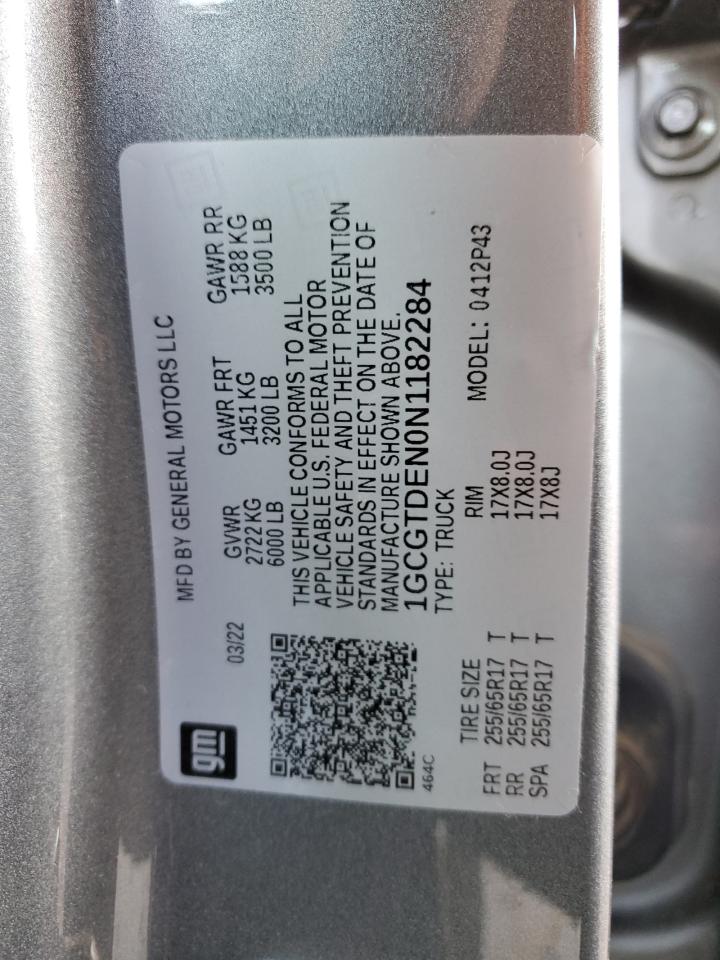 gm
MFD BY GENERAL MOTORS LLC
03/22
GVWR GAWR FRT GAWR RR
2722 KG 1451 KG 1588 KG
6000 LB 3200 LB 3500 LB
THIS VEHICLE CONFORMS TO ALL
APPLICABLE U.S. FEDERAL MOTOR
VEHICLE SAFETY AND THEFT PREVENTION
STANDARDS IN EFFECT ON THE DATE OF
MANUFACTURE SHOWN ABOVE.
1GCGTDEN0N1182284
464C
TYPE: TRUCK MODEL: 0412P43
TIRE SIZE RIM
FRT 255/65R17 T 17X8.0J
RR 255/65R17 T 17X8.0J
SPA 255/65R17 T 17X8J